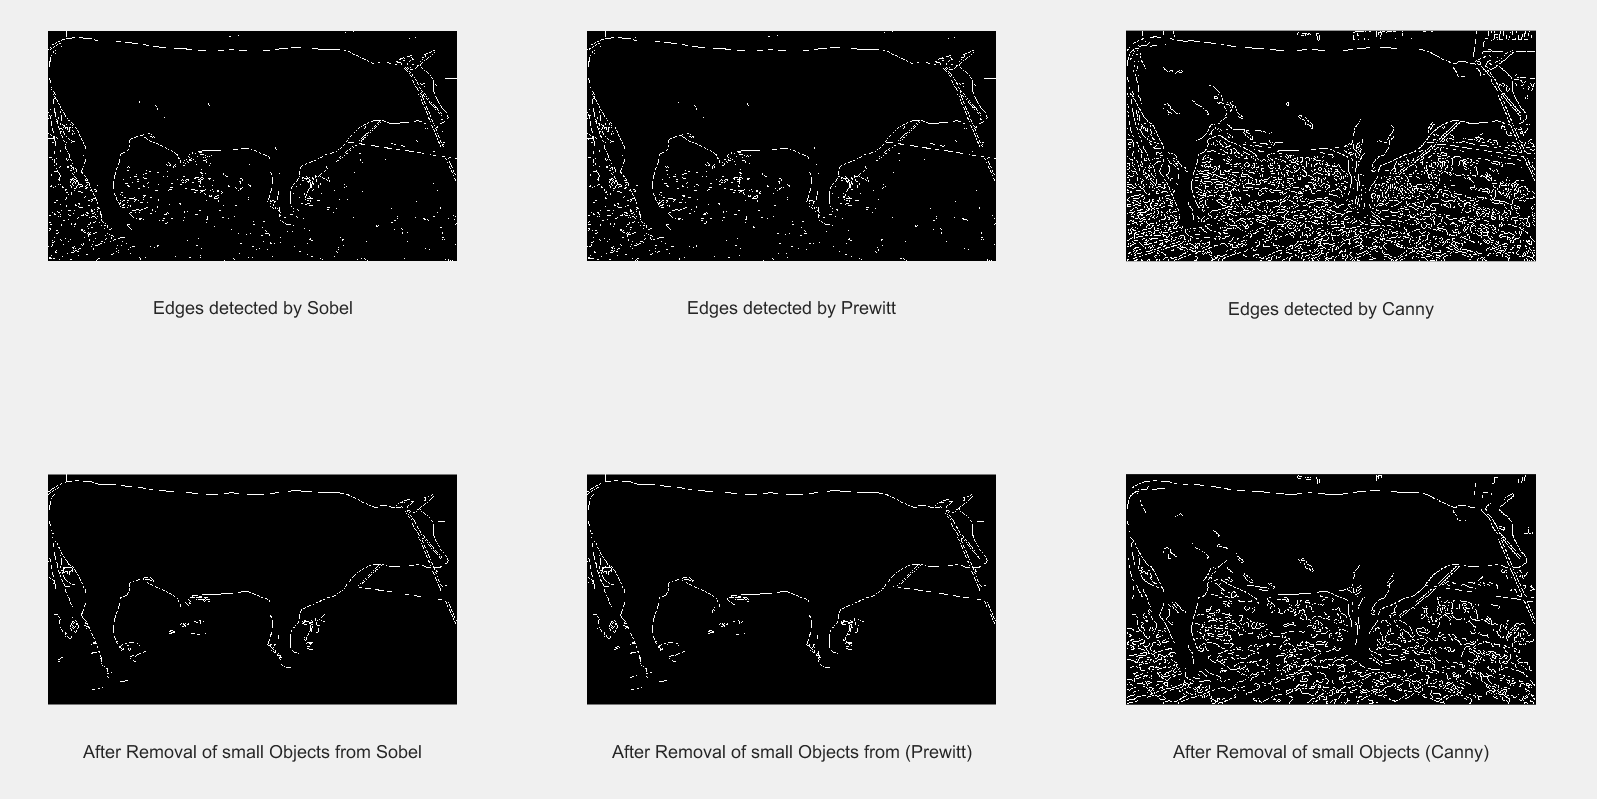 Edges detected by Sobel
Edges detected by Prewitt
Edges detected by Canny
After Removal of small Objects from Sobel
After Removal of small Objects from (Prewitt)
After Removal of small Objects (Canny)